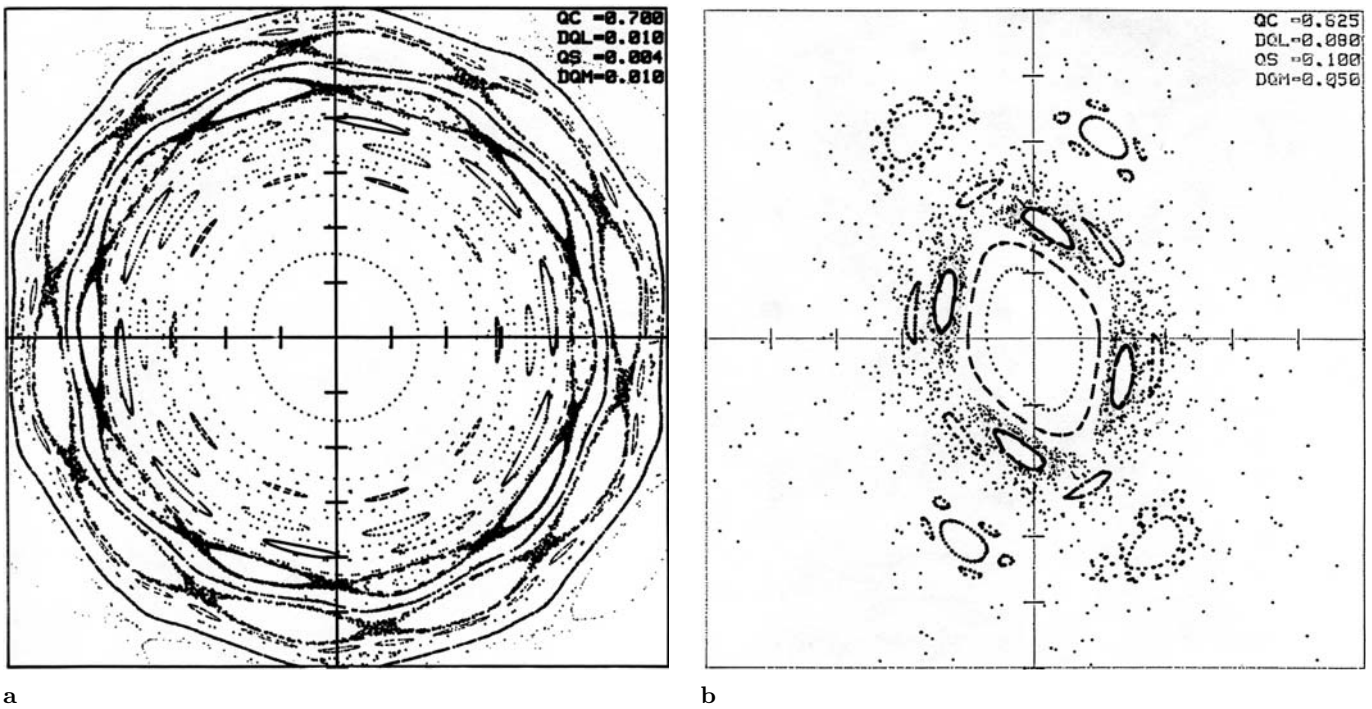 QC =0.700
DQL=0.010
QS =0.004
DQM=0.010
QC =0.625
DQL=0.080
QS =0.100
DQM=0.050
a
b